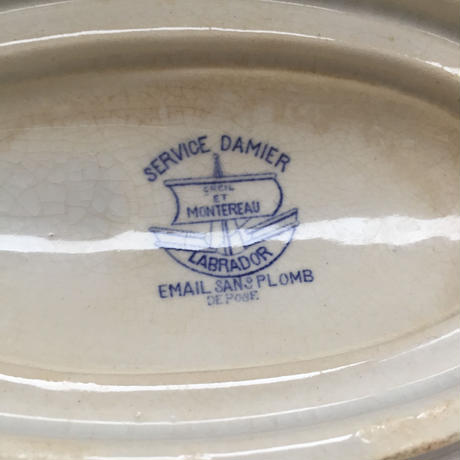 SERVICE DAMIER
CREIL
ET
MONTEREAU
LABRADOR
EMAIL SANS PLOMB
DEPOSE